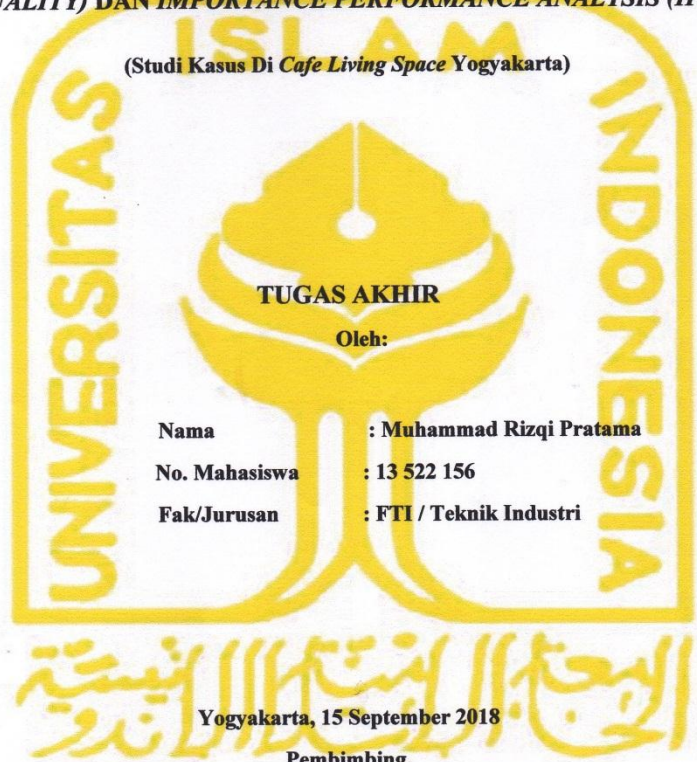 DAN IMPORTANCE PERFORMANCE ANALYSIS
(Studi Kasus Di Cafe Living Space Yogyakarta)
UNIVERSITAS ISLAM INDONESIA
TUGAS AKHIR
Oleh:
Nama : Muhammad Rizqi Pratama
No. Mahasiswa : 13 522 156
Fak/Jurusan : FTI / Teknik Industri
Yogyakarta, 15 September 2018
Pembimbing